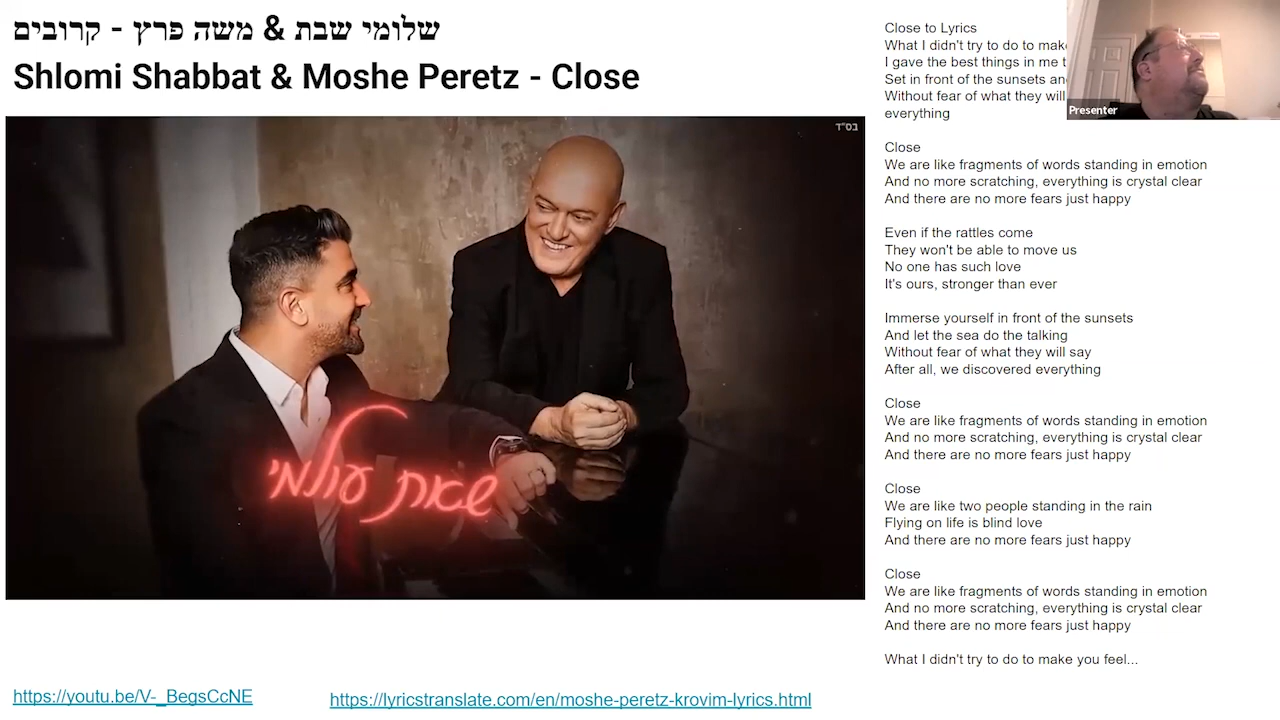 שלומי שבת & משה פרץ - קרובים
Shlomi Shabbat & Moshe Peretz - Close
בס"ד
שאת עולמי
https://youtu.be/V-_BegsCcNE
https://lyricstranslate.com/en/moshe-peretz-krovim-lyrics.html
Close to Lyrics
What I didn't try to do to
I gave the best things in me
Set in front of the sunsets
Without fear of what they will
everything
Close
We are like fragments of words standing in emotion
And no more scratching, everything is crystal clear
And there are no more fears just happy
Even if the rattles come
They won't be able to move us
No one has such love
It's ours, stronger than ever
Immerse yourself in front of the sunsets
And let the sea do the talking
Without fear of what they will say
After all, we discovered everything
Close
We are like fragments of words standing in emotion
And no more scratching, everything is crystal clear
And there are no more fears just happy
Close
We are like two people standing in the rain
Flying on life is blind love
And there are no more fears just happy
Close
We are like fragments of words standing in emotion
And no more scratching, everything is crystal clear
And there are no more fears just happy
What I didn't try to do to make you feel...
Presenter